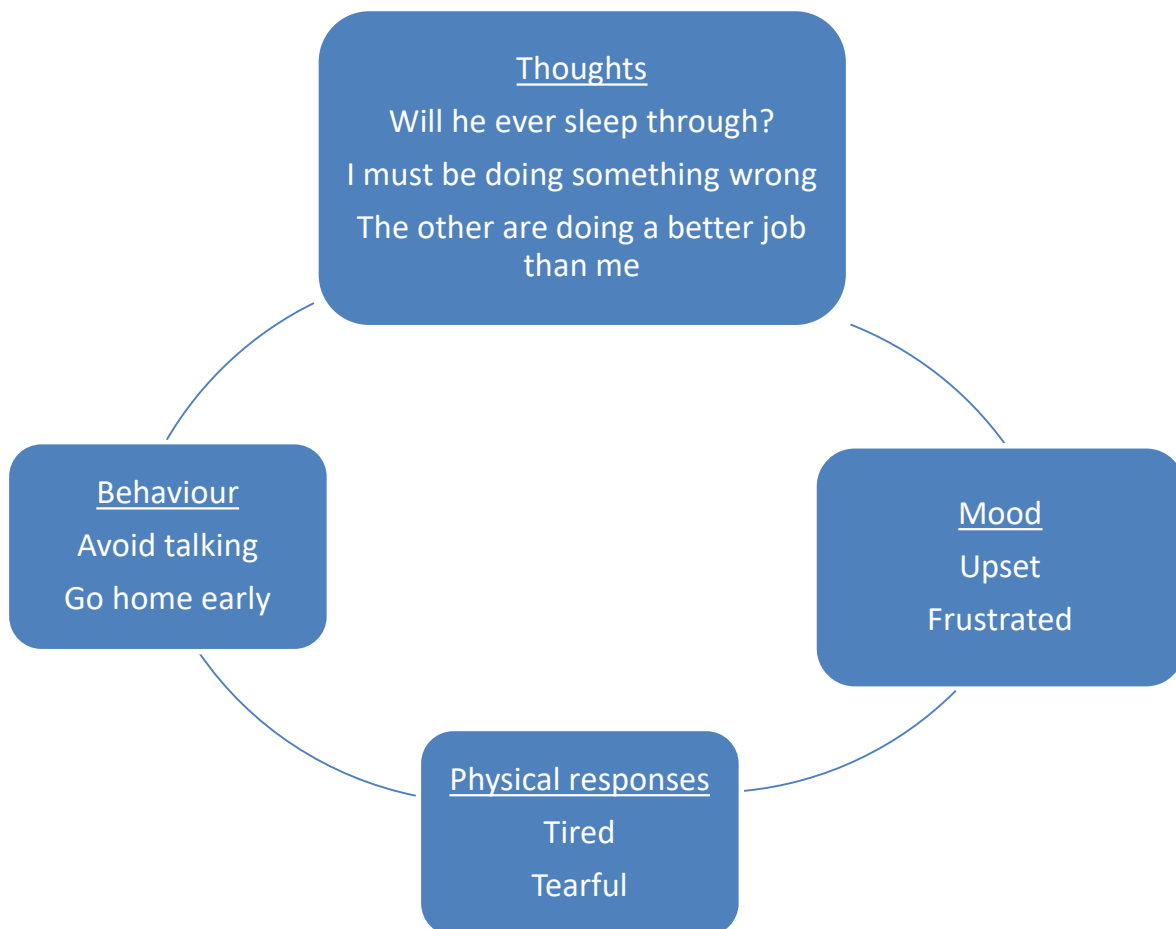 Thoughts
Will he ever sleep through?
I must be doing something wrong
The other are doing a better job
than me
Behaviour
Avoid talking
Go home early
Mood
Upset
Frustrated
Physical responses
Tired
Tearful